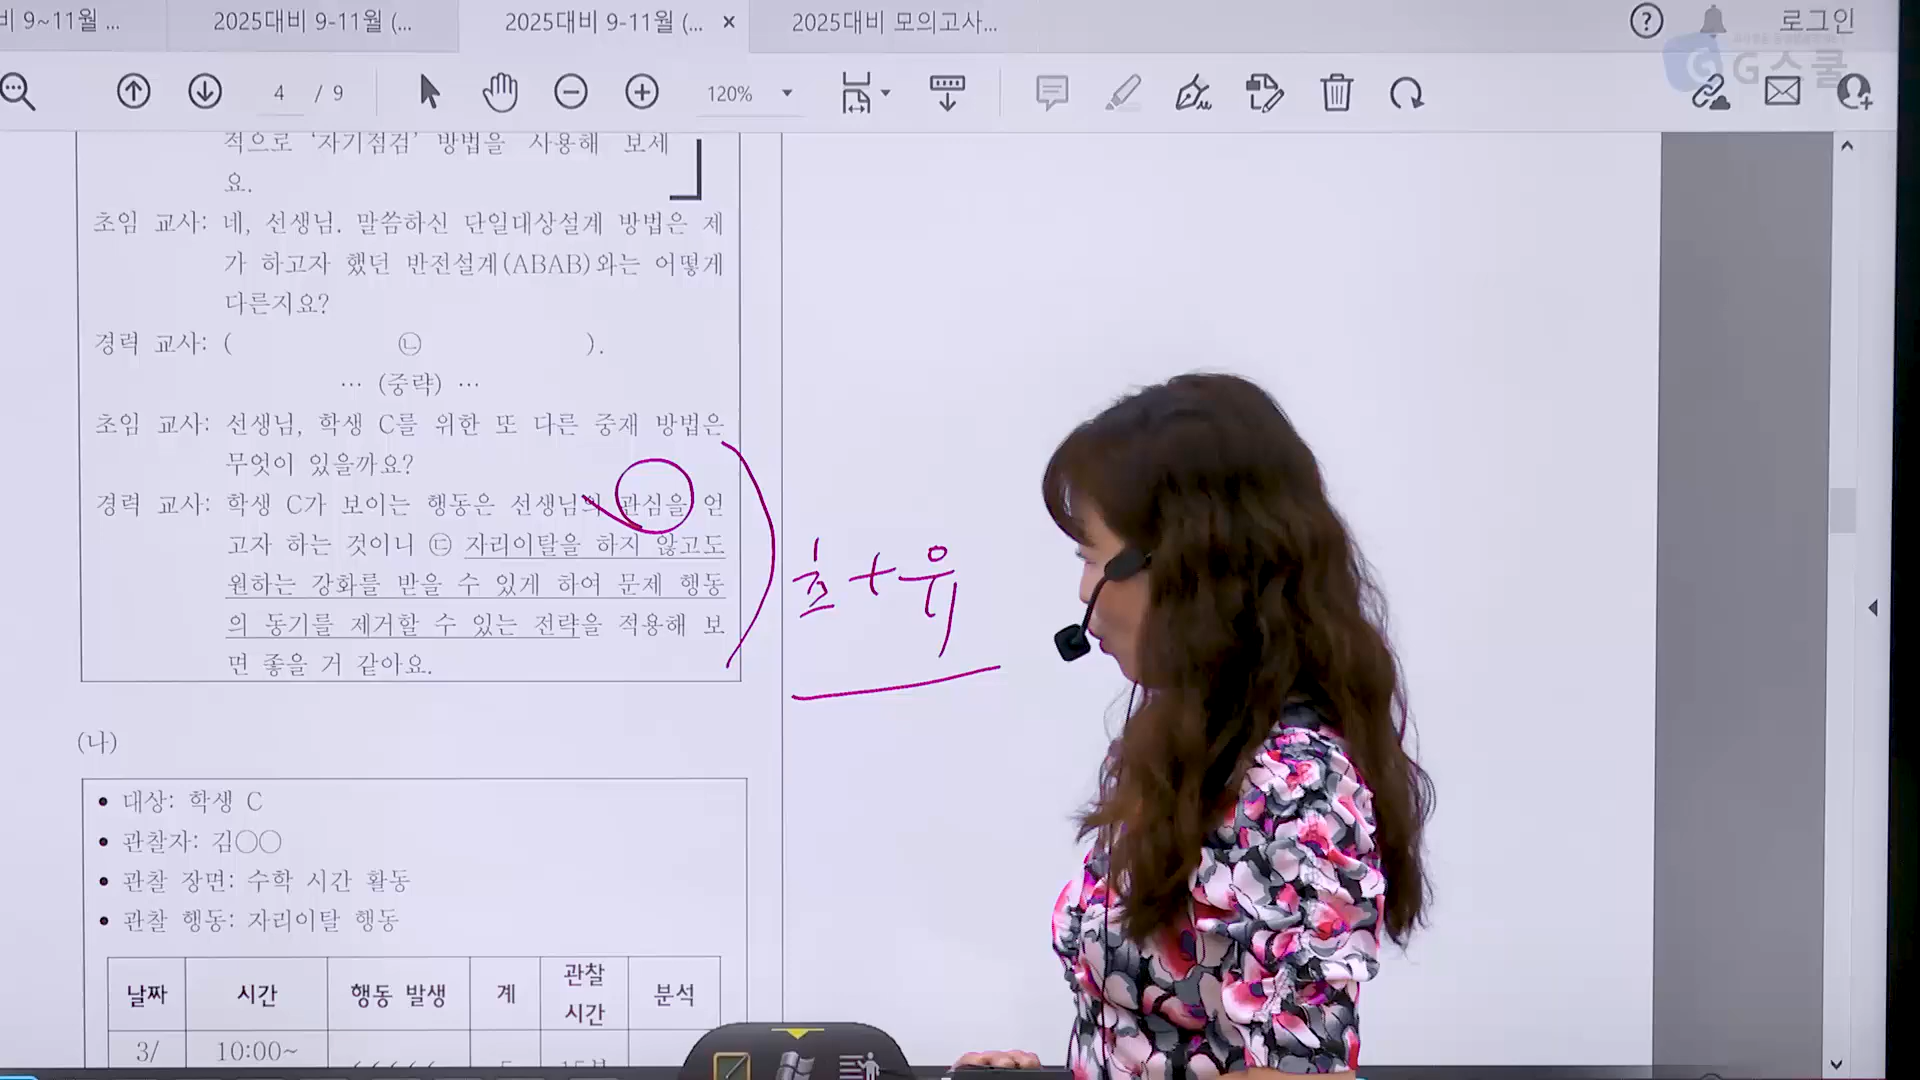 비 9~11월 ...
2025대비 9-11월 (...
2025대비 9-11월 (... ×
2025대비 모의고사...
로그인
G스쿨
4 / 9
120%
적으로 ‘자기점검’ 방법을 사용해 보세
요.
초임 교사: 네, 선생님. 말씀하신 단일대상설계 방법은 제
가 하고자 했던 반전설계(ABAB)와는 어떻게
다른지요?
경력 교사: ( ㉡ ).
… (중략) …
초임 교사: 선생님, 학생 C를 위한 또 다른 중재 방법은
무엇이 있을까요?
경력 교사: 학생 C가 보이는 행동은 선생님의 관심을 얻
고자 하는 것이니 ㉢ 자리이탈을 하지 않고도
원하는 강화를 받을 수 있게 하여 문제 행동
의 동기를 제거할 수 있는 전략을 적용해 보
면 좋을 거 같아요.
초+유
(나)
• 대상: 학생 C
• 관찰자: 김○○
• 관찰 장면: 수학 시간 활동
• 관찰 행동: 자리이탈 행동
날짜 시간 행동 발생 계 관찰 시간 분석
3/ 10:00~